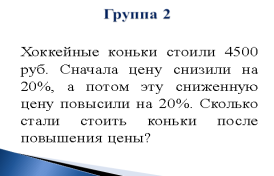 Группа 2
Хоккейные коньки стоили 4500
руб. Сначала цену снизили на
20%, а потом эту сниженную
цену повысили на 20%. Сколько
стали стоить коньки после
повышения цены?